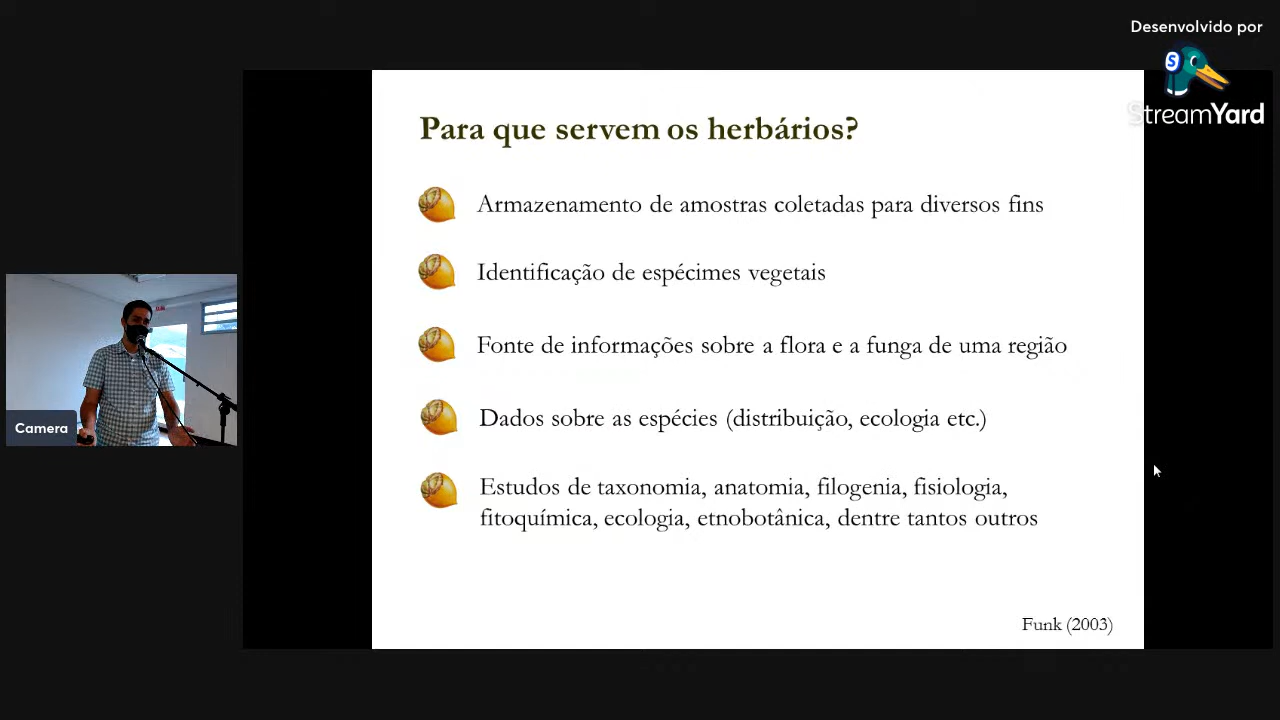 Desenvolvido por
StreamYard
Para que servem os herbários?
Armazenamento de amostras coletadas para diversos fins
Identificação de espécimes vegetais
Fonte de informações sobre a flora e a funga de uma região
Dados sobre as espécies (distribuição, ecologia etc.)
Estudos de taxonomia, anatomia, filogenia, fisiologia,
fitoquímica, ecologia, etnobotânica, dentre tantos outros
Funk (2003)
Camera